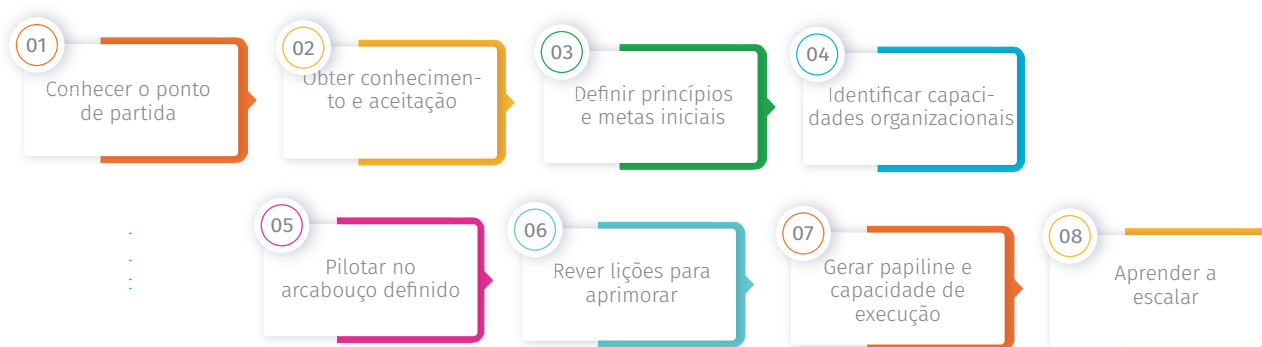 01
Conhecer o ponto
de partida
02
Obter conhecimen-
to e aceitação
03
Definir princípios
e metas iniciais
04
Identificar capaci-
dades organizacionais
05
Pilotar no
arcabouço definido
06
Rever lições para
aprimorar
07
Gerar papiline e
capacidade de
execução
08
Aprender a
escalar